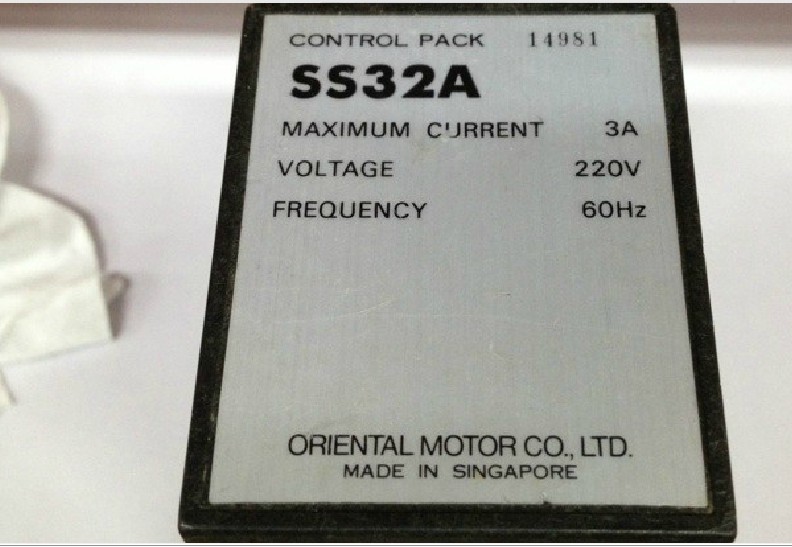 CONTROL PACK 14981
SS32A
MAXIMUM CURRENT 3A
VOLTAGE 220V
FREQUENCY 60Hz
ORIENTAL MOTOR CO., LTD.
MADE IN SINGAPORE